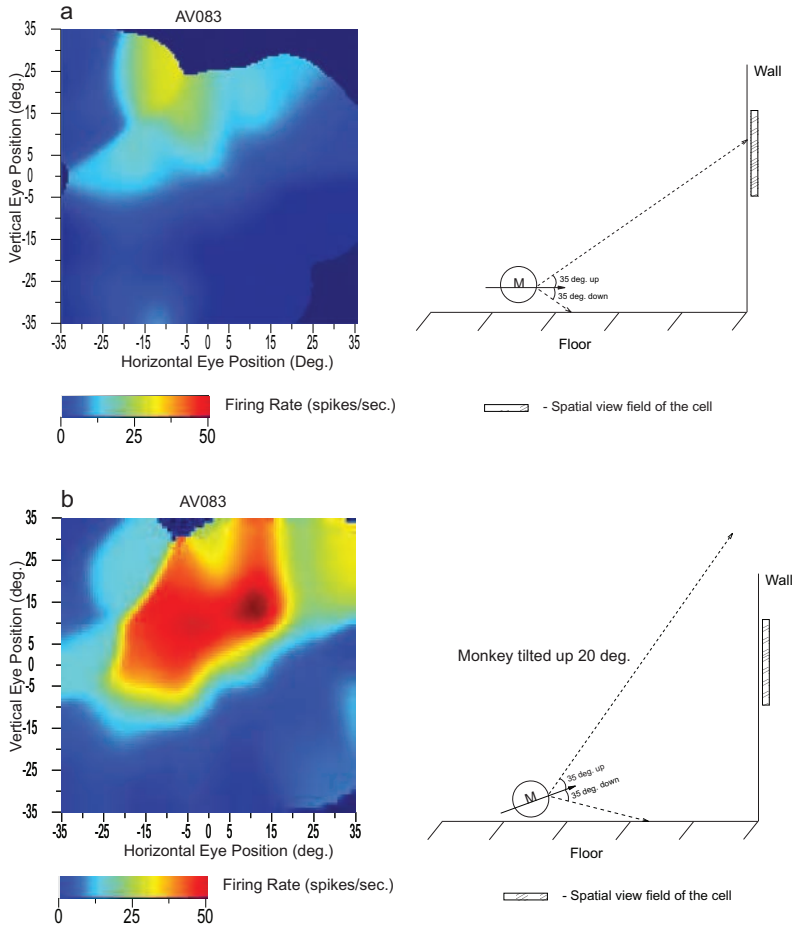 a
AV083
Vertical Eye Position (deg.)
35
25
15
5
0
-5
-15
-25
-35
-35 -25 -15 -5 0 5 15 25 35
Horizontal Eye Position (Deg.)
Firing Rate (spikes/sec.)
0 25 50
Wall
M
35 deg. up
35 deg. down
Floor
- Spatial view field of the cell
b
AV083
Vertical Eye Position (deg.)
35
25
15
5
0
-5
-15
-25
-35
-35 -25 -15 -5 0 5 15 25 35
Horizontal Eye Position (deg.)
Firing Rate (spikes/sec.)
0 25 50
Wall
Monkey tilted up 20 deg.
M
35 deg. up
35 deg. down
Floor
- Spatial view field of the cell